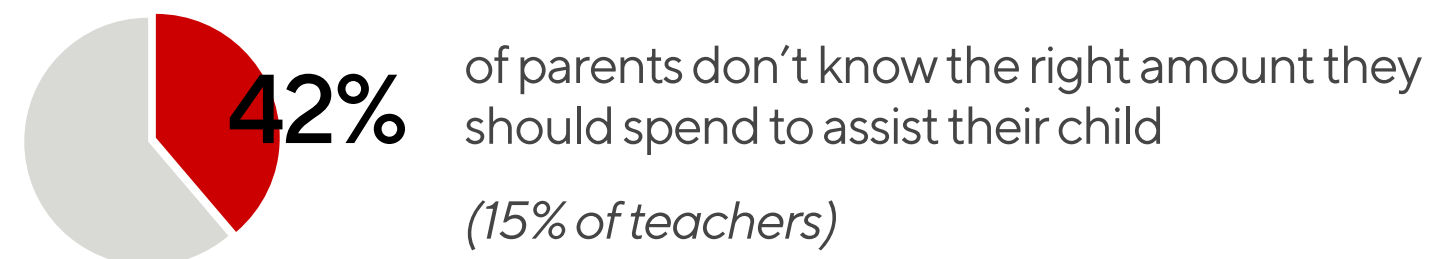 42%
of parents don’t know the right amount they
should spend to assist their child
(15% of teachers)